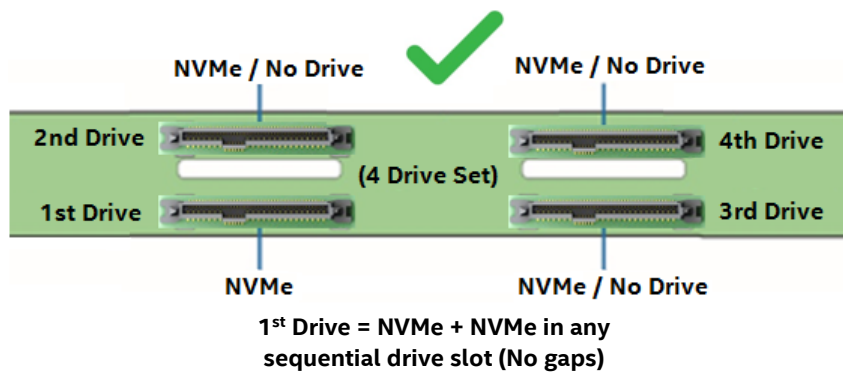 NVMe / No Drive
NVMe / No Drive
2nd Drive
4th Drive
(4 Drive Set)
1st Drive
3rd Drive
NVMe
NVMe / No Drive
1st Drive = NVMe + NVMe in any
sequential drive slot (No gaps)